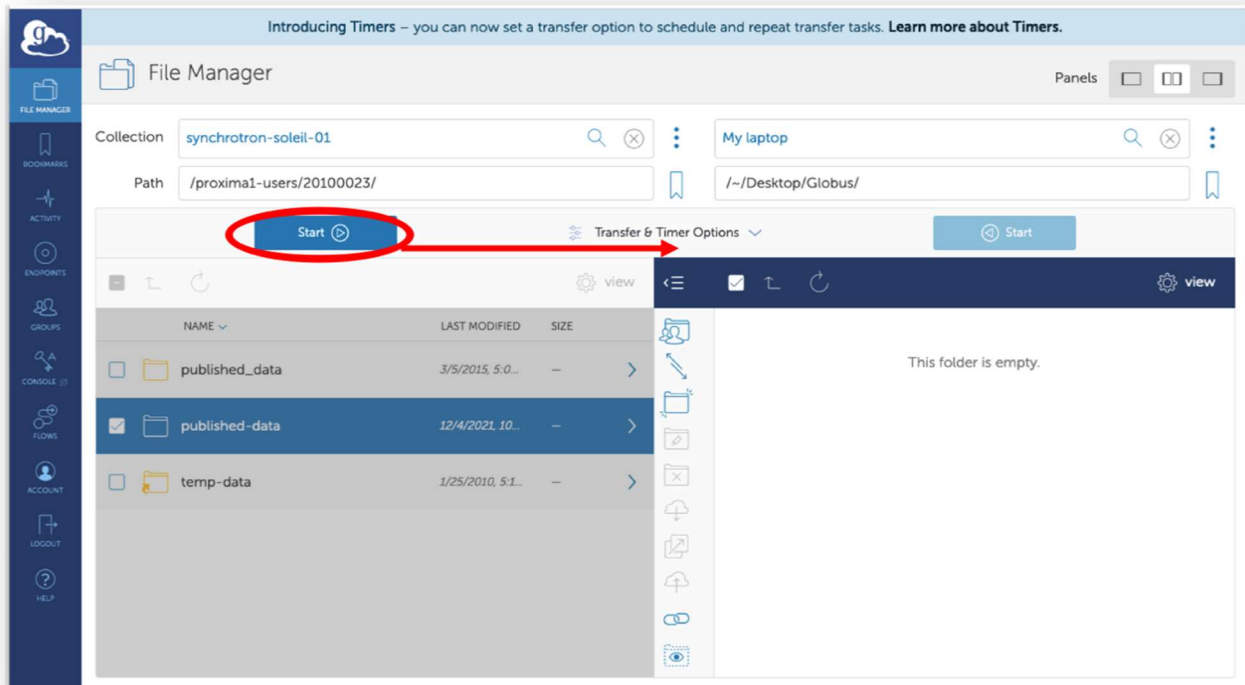 Introducing Timers – you can now set a transfer option to schedule and repeat transfer tasks. Learn more about Timers.
g
File Manager
Panels
FILE MANAGER
BOOKMARKS
ACTIVITY
ENDPOINTS
GROUPS
CONSOLE
FLOWS
ACCOUNT
LOGOUT
HELP
Collection synchrotron-soleil-01
My laptop
Path /proxima1-users/20100023/
/~/Desktop/Globus/
Start Transfer & Timer Options Start
view view
NAME LAST MODIFIED SIZE
published_data 3/5/2015, 5:0... —
published-data 12/4/2021, 10... —
temp-data 1/25/2010, 5:1... —
This folder is empty.